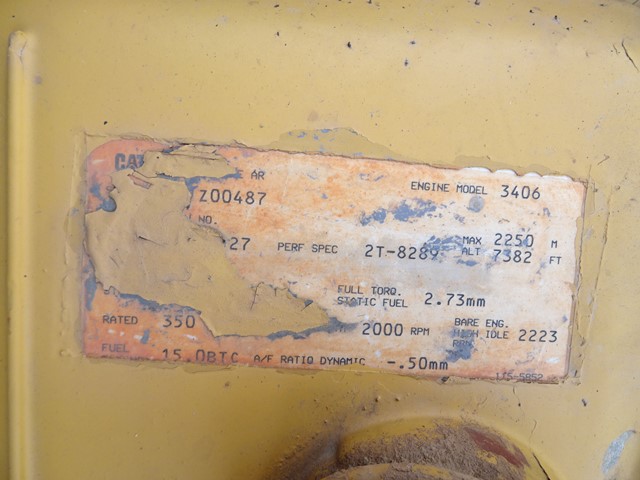 CAT
AR
ENGINE MODEL 3406
Z00487
NO.
27 PERF SPEC 2T-8289 MAX 2250 M
ALT 7382 FT
FULL TORQ.
STATIC FUEL 2.73mm
RATED 350 2000 RPM BARE ENG.
HIGH IDLE 2223
RPM
FUEL 15.0BTC A/F RATIO DYNAMIC -.50mm